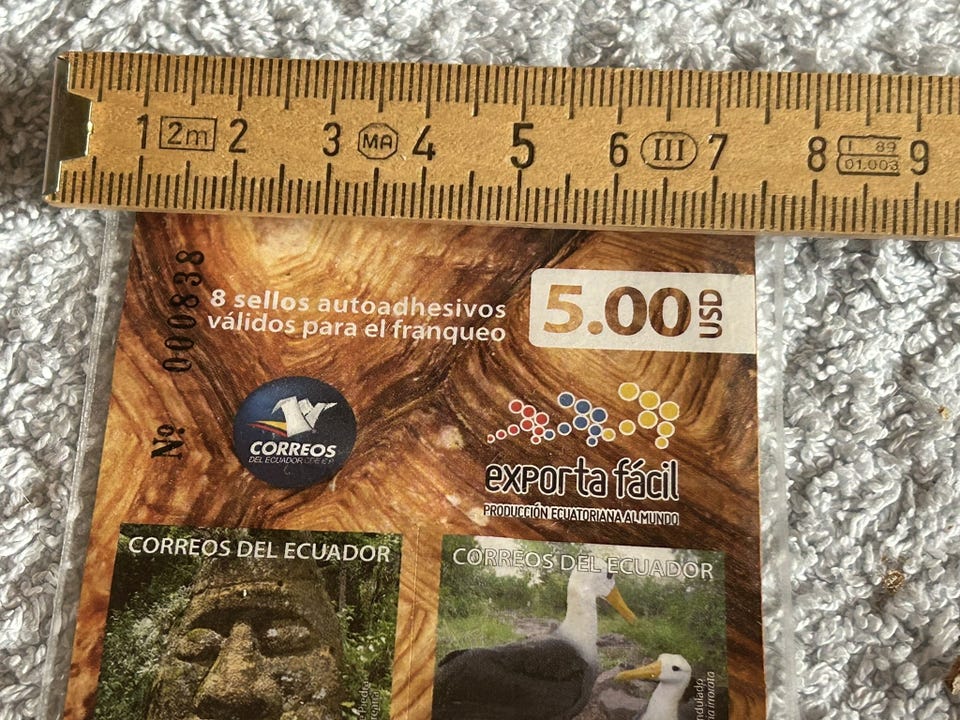 1 2m 2 3 MA 4 5 6 III 7 8 I 89 9
01.003
8 sellos autoadhesivos
válidos para el franqueo
5.00 USD
Nº 000838
CORREOS
DEL ECUADOR
exporta fácil
PRODUCCIÓN ECUATORIANA AL MUNDO
CORREOS DEL ECUADOR
CORREOS DEL ECUADOR